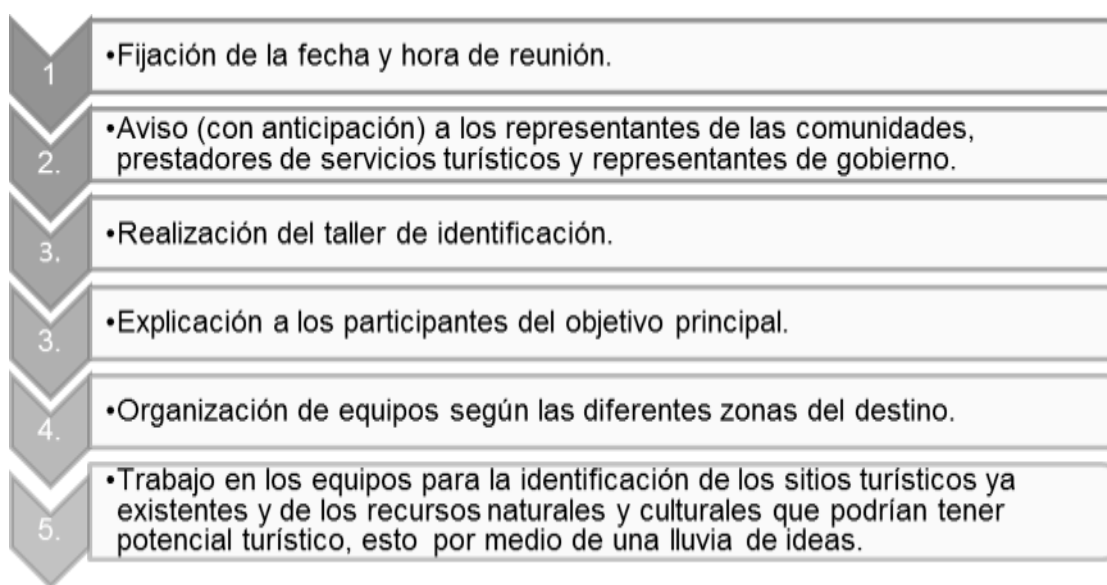 1
•Fijación de la fecha y hora de reunión.
2.
•Aviso (con anticipación) a los representantes de las comunidades,
prestadores de servicios turísticos y representantes de gobierno.
3.
•Realización del taller de identificación.
3.
•Explicación a los participantes del objetivo principal.
4.
•Organización de equipos según las diferentes zonas del destino.
5.
•Trabajo en los equipos para la identificación de los sitios turísticos ya
existentes y de los recursos naturales y culturales que podrían tener
potencial turístico, esto por medio de una lluvia de ideas.